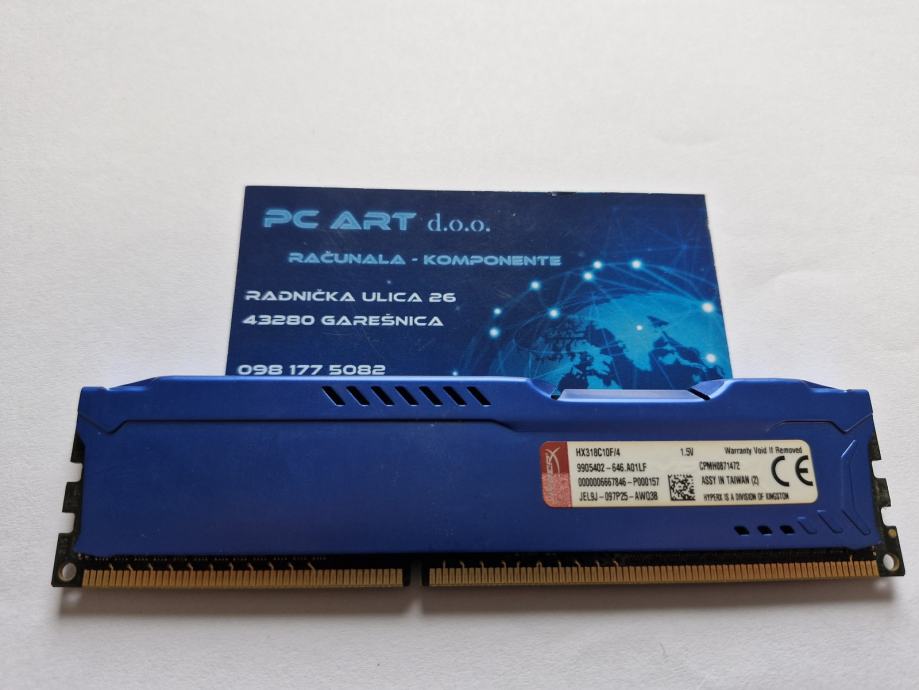 PC ART d.o.o.
RAČUNALA - KOMPONENTE
RADNIČKA ULICA 26
43280 GAREŠNICA
098 177 5082
HYPERX
HX318C10F/4 1.5V Warranty Void If Removed
9905402-646.A01LF CPMH0871472
0000006667846-P000157 ASSY IN TAIWAN (2)
JEL9J-097P25-AWQ3B HYPERX IS A DIVISION OF KINGSTON
CE